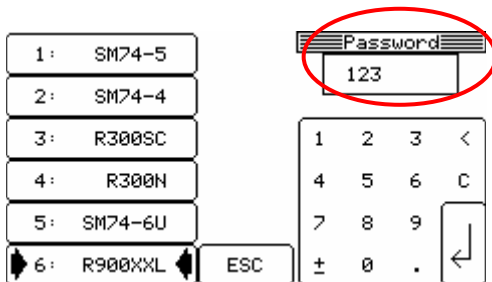 1: SM74-5
2: SM74-4
3: R300SC
4: R300N
5: SM74-6U
6: R900XXL
ESC
Password
123
1 2 3 <
4 5 6 C
7 8 9
± 0 .